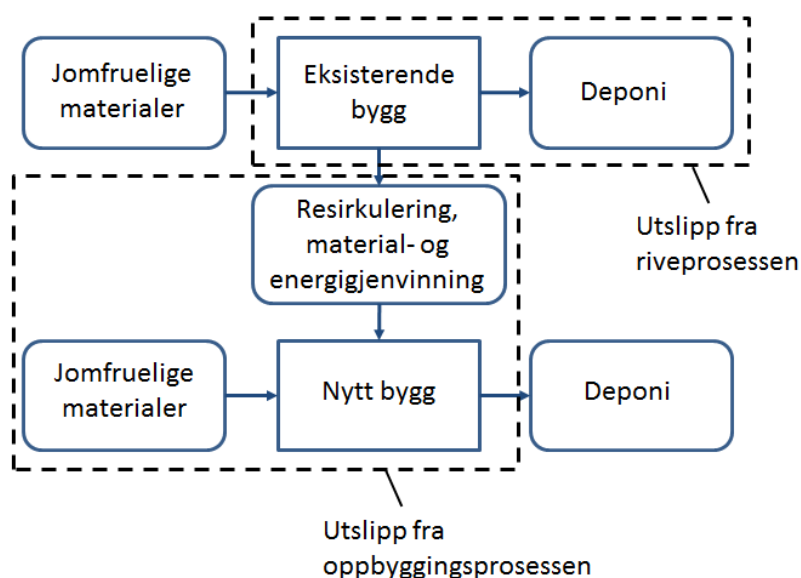 Jomfruelige
materialer
Eksisterende
bygg
Deponi
Resirkulering,
material- og
energigjenvinning
Utslipp fra
riveprosessen
Jomfruelige
materialer
Nytt bygg
Deponi
Utslipp fra
oppbyggingsprosessen